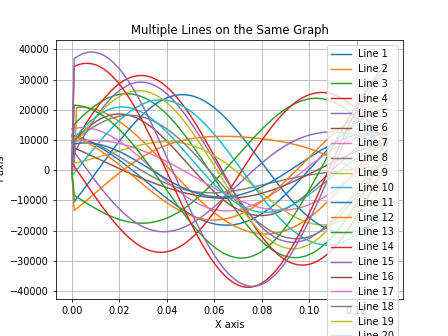 Multiple Lines on the Same Graph
40000
30000
20000
10000
0
−10000
−20000
−30000
−40000
0.00
0.02
0.04
0.06
0.08
0.10
X axis
Line 1
Line 2
Line 3
Line 4
Line 5
Line 6
Line 7
Line 8
Line 9
Line 10
Line 11
Line 12
Line 13
Line 14
Line 15
Line 16
Line 17
Line 18
Line 19